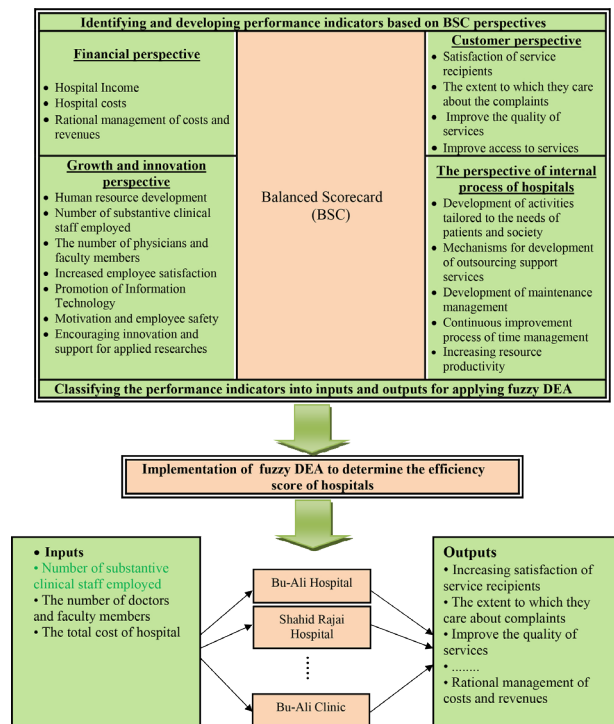 Identifying and developing performance indicators based on BSC perspectives
Financial perspective
• Hospital Income
• Hospital costs
• Rational management of costs and
revenues
Customer perspective
• Satisfaction of service
recipients
• The extent to which they care
about the complaints
• Improve the quality of
services
• Improve access to services
Growth and innovation
perspective
• Human resource development
• Number of substantive clinical
staff employed
• The number of physicians and
faculty members
• Increased employee satisfaction
• Promotion of Information
Technology
• Motivation and employee safety
• Encouraging innovation and
support for applied researches
Balanced Scorecard
(BSC)
The perspective of internal
process of hospitals
• Development of activities
tailored to the needs of
patients and society
• Mechanisms for development
of outsourcing support
services
• Development of maintenance
management
• Continuous improvement
process of time management
• Increasing resource
productivity
Classifying the performance indicators into inputs and outputs for applying fuzzy DEA
Implementation of fuzzy DEA to determine the efficiency
score of hospitals
• Inputs
• Number of substantive
clinical staff employed
• The number of doctors
and faculty members
• The total cost of hospital
Bu-Ali Hospital
Shahid Rajai
Hospital
.....
Bu-Ali Clinic
Outputs
• Increasing satisfaction of
service recipients
• The extent to which they
care about complaints
• Improve the quality of
services
• ........
• Rational management of
costs and revenues